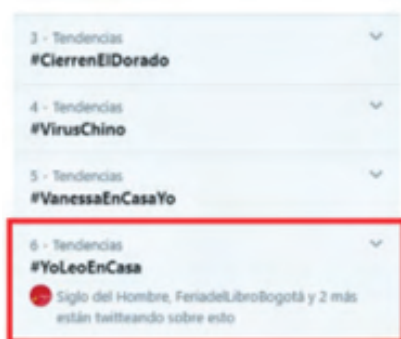 3 - Tendencias
#CierrenElDorado
4 - Tendencias
#VirusChino
5 - Tendencias
#VanessaEnCasaYo
6 - Tendencias
#YoLeoEnCasa
Siglo del Hombre, FeriadelLibroBogotá y 2 más
están twitteando sobre esto